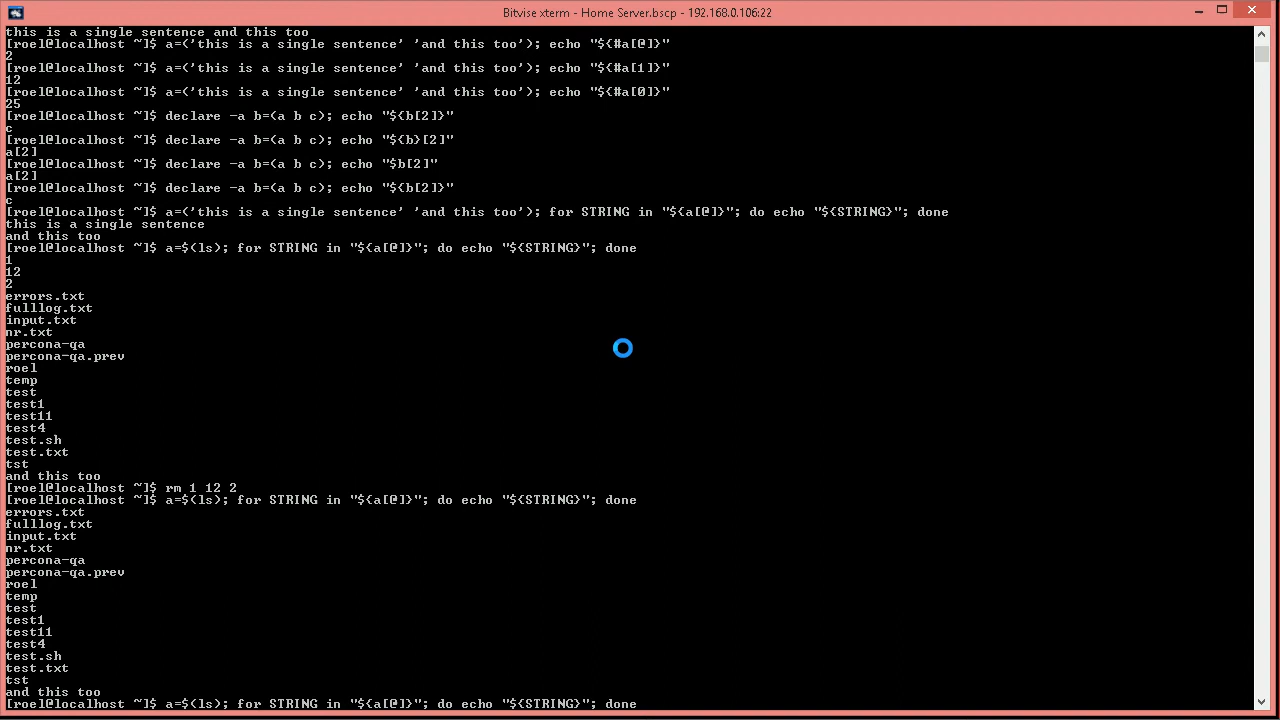 Bitvise xterm - Home Server.bscp - 192.168.0.106:22
this is a single sentence and this too
[roel@localhost ~]$ a=('this is a single sentence' 'and this too'); echo "${#a[@]}"
2
[roel@localhost ~]$ a=('this is a single sentence' 'and this too'); echo "${#a[1]}"
12
[roel@localhost ~]$ a=('this is a single sentence' 'and this too'); echo "${#a[0]}"
25
[roel@localhost ~]$ declare -a b=(a b c); echo "${b[2]}"
c
[roel@localhost ~]$ declare -a b=(a b c); echo "${b}[2]"
a[2]
[roel@localhost ~]$ declare -a b=(a b c); echo "$b[2]"
a[2]
[roel@localhost ~]$ declare -a b=(a b c); echo "${b[2]}"
c
[roel@localhost ~]$ a=('this is a single sentence' 'and this too'); for STRING in "${a[@]}"; do echo "${STRING}"; done
this is a single sentence
and this too
[roel@localhost ~]$ a=$(ls); for STRING in "${a[@]}"; do echo "${STRING}"; done
1
12
2
errors.txt
fulllog.txt
input.txt
nr.txt
percona-qa
percona-qa.prev
roel
temp
test
test1
test11
test4
test.sh
test.txt
tst
and this too
[roel@localhost ~]$ rm 1 12 2
[roel@localhost ~]$ a=$(ls); for STRING in "${a[@]}"; do echo "${STRING}"; done
errors.txt
fulllog.txt
input.txt
nr.txt
percona-qa
percona-qa.prev
roel
temp
test
test1
test11
test4
test.sh
test.txt
tst
and this too
[roel@localhost ~]$ a=$(ls); for STRING in "${a[@]}"; do echo "${STRING}"; done